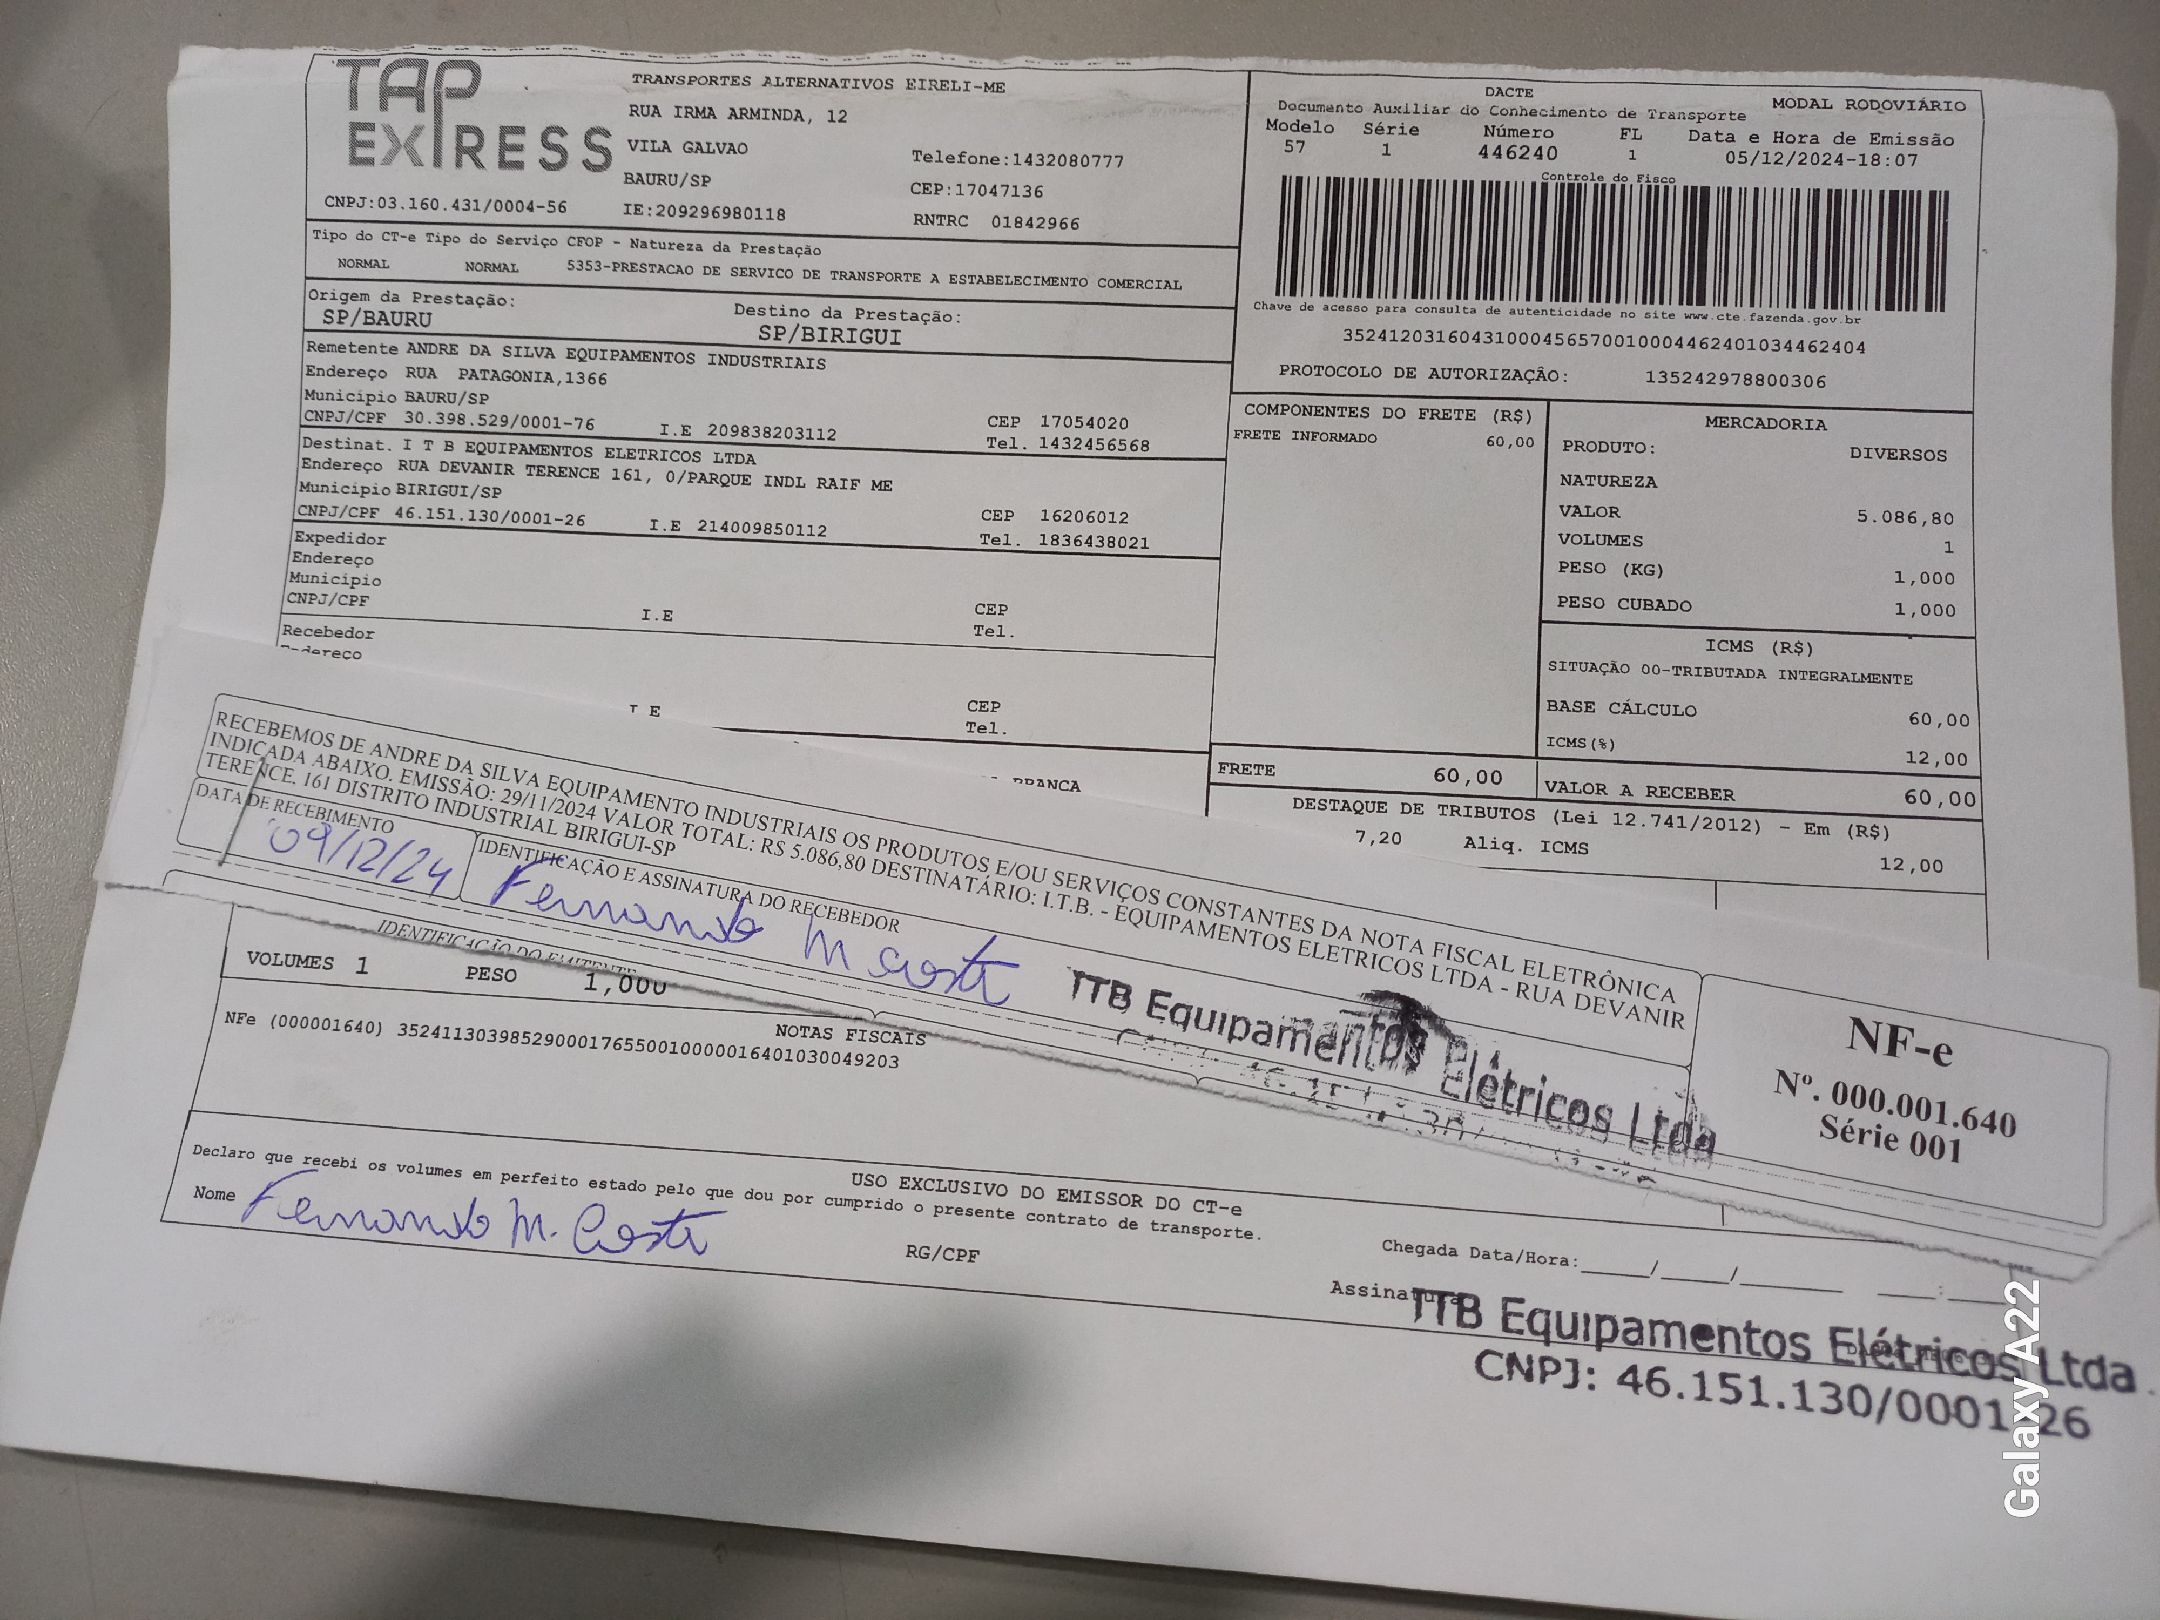 TAP EXPRESS
TRANSPORTES ALTERNATIVOS EIRELI-ME
RUA IRMA ARMINDA, 12
VILA GALVAO
Telefone:1432080777
BAURU/SP
CEP:17047136
CNPJ:03.160.431/0004-56
IE:209296980118
RNTRC 01842966
DACTE
MODAL RODOVIÁRIO
Documento Auxiliar do Conhecimento de Transporte
Modelo Série Número FL Data e Hora de Emissão
57 1 446240 1 05/12/2024-18:07
Controle do Fisco
Chave de acesso para consulta de autenticidade no site www.cte.fazenda.gov.br
35241203160431000456570010004462401034462404
PROTOCOLO DE AUTORIZAÇÃO: 135242978800306
Tipo do CT-e Tipo do Serviço CFOP - Natureza da Prestação
NORMAL NORMAL 5353-PRESTACAO DE SERVICO DE TRANSPORTE A ESTABELECIMENTO COMERCIAL
Origem da Prestação: Destino da Prestação:
SP/BAURU SP/BIRIGUI
Remetente ANDRE DA SILVA EQUIPAMENTOS INDUSTRIAIS
Endereço RUA PATAGONIA,1366
Municipio BAURU/SP CEP 17054020
CNPJ/CPF 30.398.529/0001-76 I.E 209838203112 Tel. 1432456568
Destinat. I T B EQUIPAMENTOS ELETRICOS LTDA
Endereço RUA DEVANIR TERENCE 161, 0/PARQUE INDL RAIF ME
Municipio BIRIGUI/SP CEP 16206012
CNPJ/CPF 46.151.130/0001-26 I.E 214009850112 Tel. 1836438021
Expedidor
Endereço
Municipio
CNPJ/CPF I.E CEP
Tel.
Recebedor
Endereço
I E CEP
Tel.
COMPONENTES DO FRETE (R$)
FRETE INFORMADO 60,00
MERCADORIA
PRODUTO: DIVERSOS
NATUREZA
VALOR 5.086,80
VOLUMES 1
PESO (KG) 1,000
PESO CUBADO 1,000
ICMS (R$)
SITUAÇÃO 00-TRIBUTADA INTEGRALMENTE
BASE CÁLCULO 60,00
ICMS(%) 12,00
FRETE 60,00 VALOR A RECEBER 60,00
DESTAQUE DE TRIBUTOS (Lei 12.741/2012) - Em (R$)
7,20 Aliq. ICMS 12,00
RECEBEMOS DE ANDRE DA SILVA EQUIPAMENTO INDUSTRIAIS OS PRODUTOS E/OU SERVIÇOS CONSTANTES DA NOTA FISCAL ELETRÔNICA
INDICADA ABAIXO. EMISSÃO: 29/11/2024 VALOR TOTAL: R$ 5.086,80 DESTINATÁRIO: I.T.B. - EQUIPAMENTOS ELETRICOS LTDA - RUA DEVANIR
TERENCE, 161 DISTRITO INDUSTRIAL BIRIGUI-SP
DATA DE RECEBIMENTO
09/12/24
IDENTIFICAÇÃO E ASSINATURA DO RECEBEDOR
Fernando M Costa
ITB Equipamentos Elétricos Ltda
NF-e
Nº. 000.001.640
Série 001
IDENTIFICAÇÃO DO EMITENTE
VOLUMES 1 PESO 1,000
NOTAS FISCAIS
NFe (000001640) 35241130398529000176550010000016401030049203
USO EXCLUSIVO DO EMISSOR DO CT-e
Declaro que recebi os volumes em perfeito estado pelo que dou por cumprido o presente contrato de transporte.
Nome Fernando M. Costa
RG/CPF
Chegada Data/Hora:____/____/______ ___:___
Assinatura
ITB Equipamentos Elétricos Ltda
CNPJ: 46.151.130/0001-26
Galaxy A22